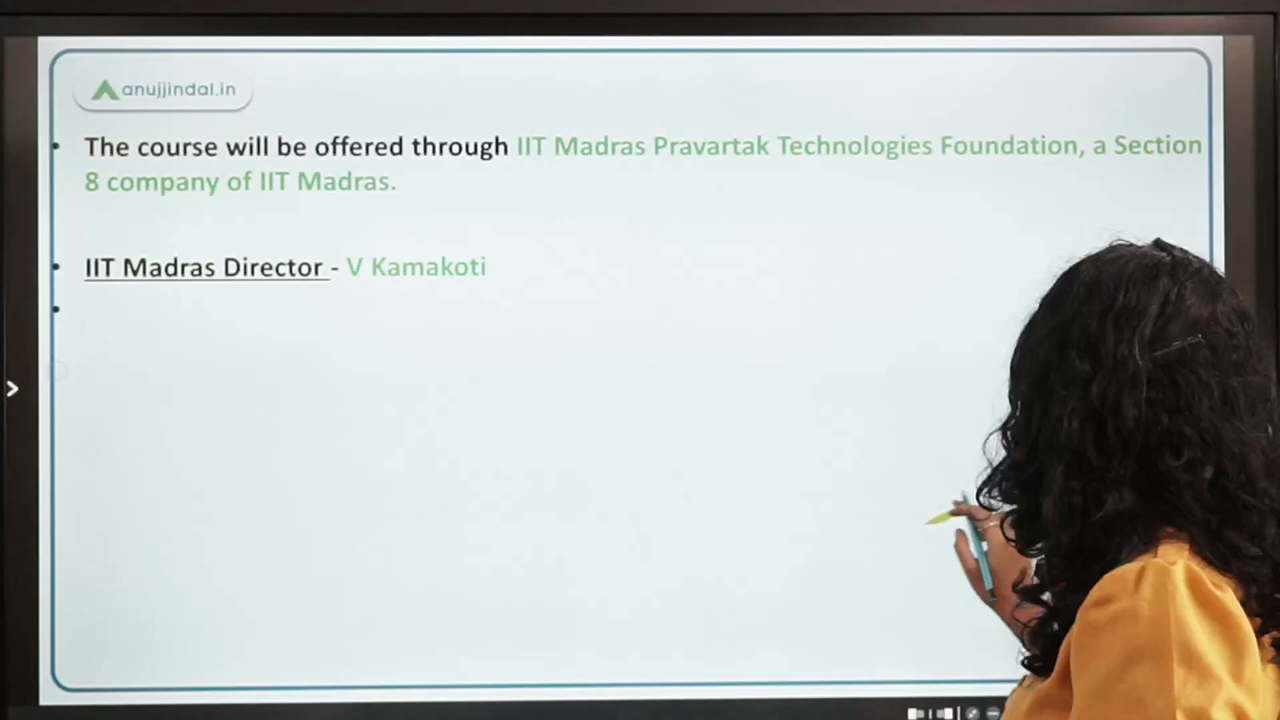 anujjindal.in
• The course will be offered through IIT Madras Pravartak Technologies Foundation, a Section
8 company of IIT Madras.
• IIT Madras Director - V Kamakoti
•